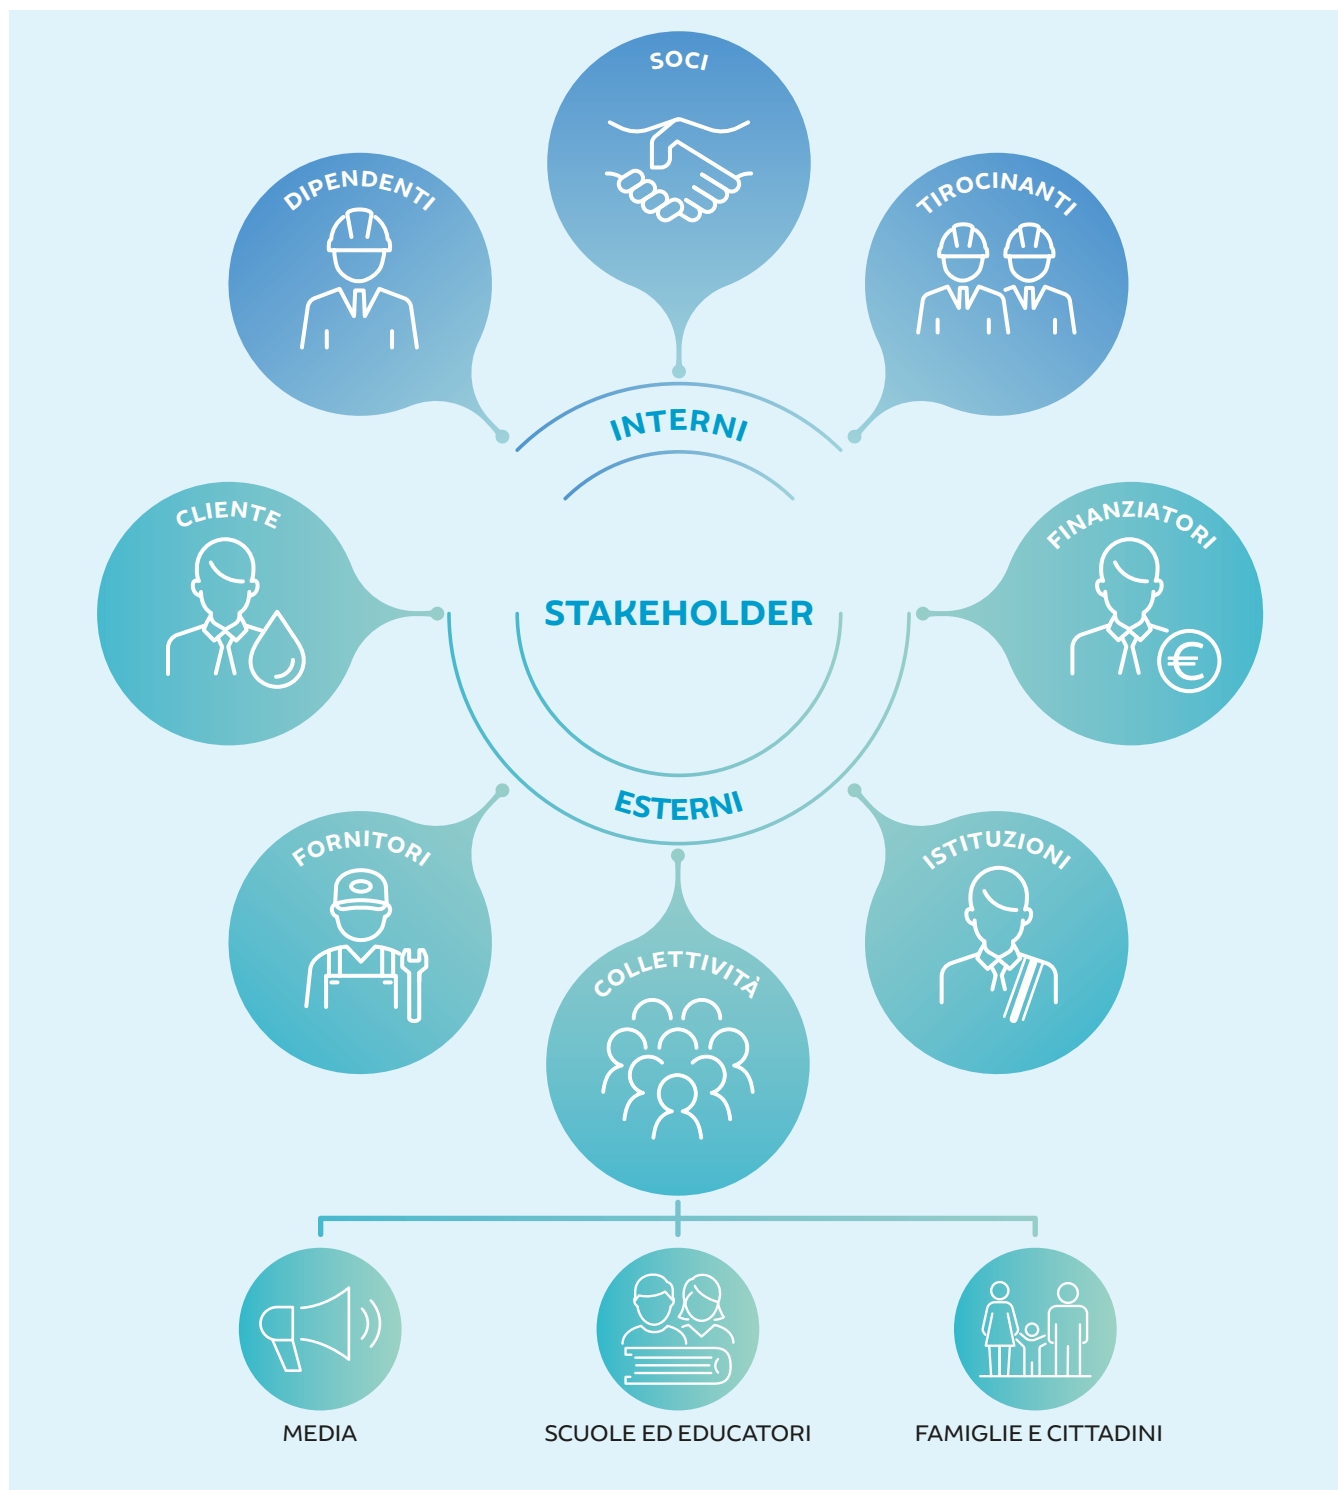 SOCI
DIPENDENTI
TIROCINANTI
INTERNI
CLIENTE
FINANZIATORI
€
STAKEHOLDER
ESTERNI
FORNITORI
ISTITUZIONI
COLLETTIVITÀ
MEDIA
SCUOLE ED EDUCATORI
FAMIGLIE E CITTADINI